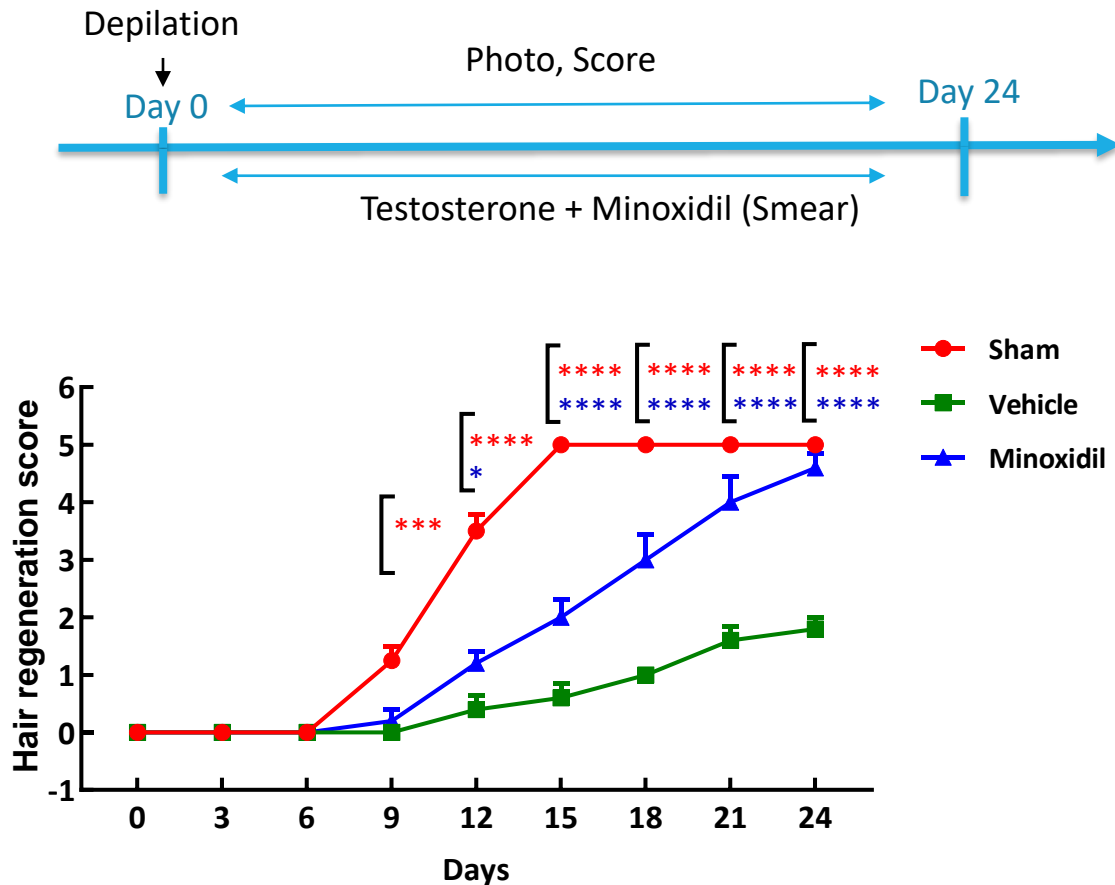 Depilation
Photo, Score
Day 0
Day 24
Testosterone + Minoxidil (Smear)
Sham
Vehicle
Minoxidil
Hair regeneration score
6
5
4
3
2
1
0
-1
***
****
*
****
****
****
****
****
****
****
****
0 3 6 9 12 15 18 21 24
Days